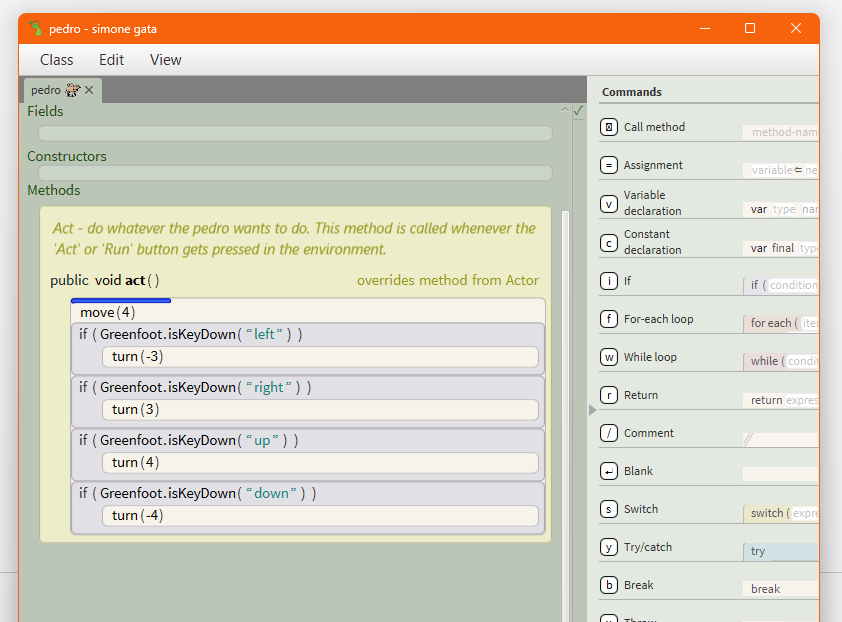 pedro - simone gata
Class Edit View
pedro
Fields
Constructors
Methods
Act - do whatever the pedro wants to do. This method is called whenever the
'Act' or 'Run' button gets pressed in the environment.
public void act()
overrides method from Actor
move(4)
if (Greenfoot.isKeyDown(“left”))
turn(-3)
if (Greenfoot.isKeyDown(“right”))
turn(3)
if (Greenfoot.isKeyDown(“up”))
turn(4)
if (Greenfoot.isKeyDown(“down”))
turn(-4)
Commands
Call method method-nam
= Assignment variable⇐ ne
v Variable
declaration
var type nar
c Constant
declaration
var final type
i If if ( condition
f For-each loop for each ( ite
w While loop while ( condit
r Return return expres
/ Comment //
↵ Blank
s Switch switch ( expre
y Try/catch try
b Break break